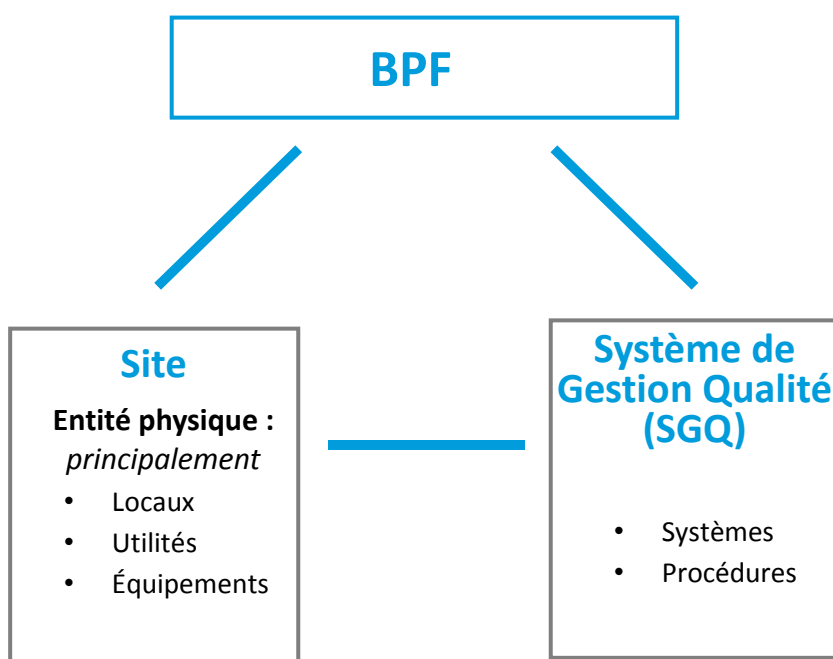 BPF
Site
Entité physique :
principalement
• Locaux
• Utilités
• Équipements
Système de
Gestion Qualité
(SGQ)
• Systèmes
• Procédures